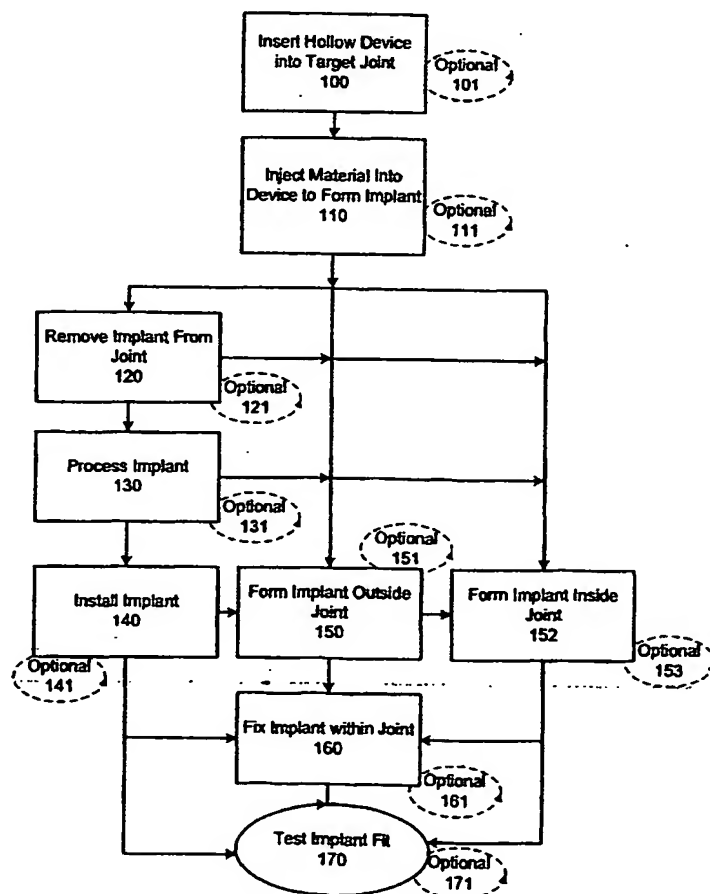 Insert Hollow Device
into Target Joint
100
Optional
101
Inject Material Into
Device to Form Implant
110
Optional
111
Remove Implant From
Joint
120
Optional
121
Process Implant
130
Optional
131
Optional
151
Install Implant
140
Form Implant Outside
Joint
150
Form Implant Inside
Joint
152
Optional
141
Optional
153
Fix Implant within Joint
160
Optional
161
Test Implant Fit
170
Optional
171